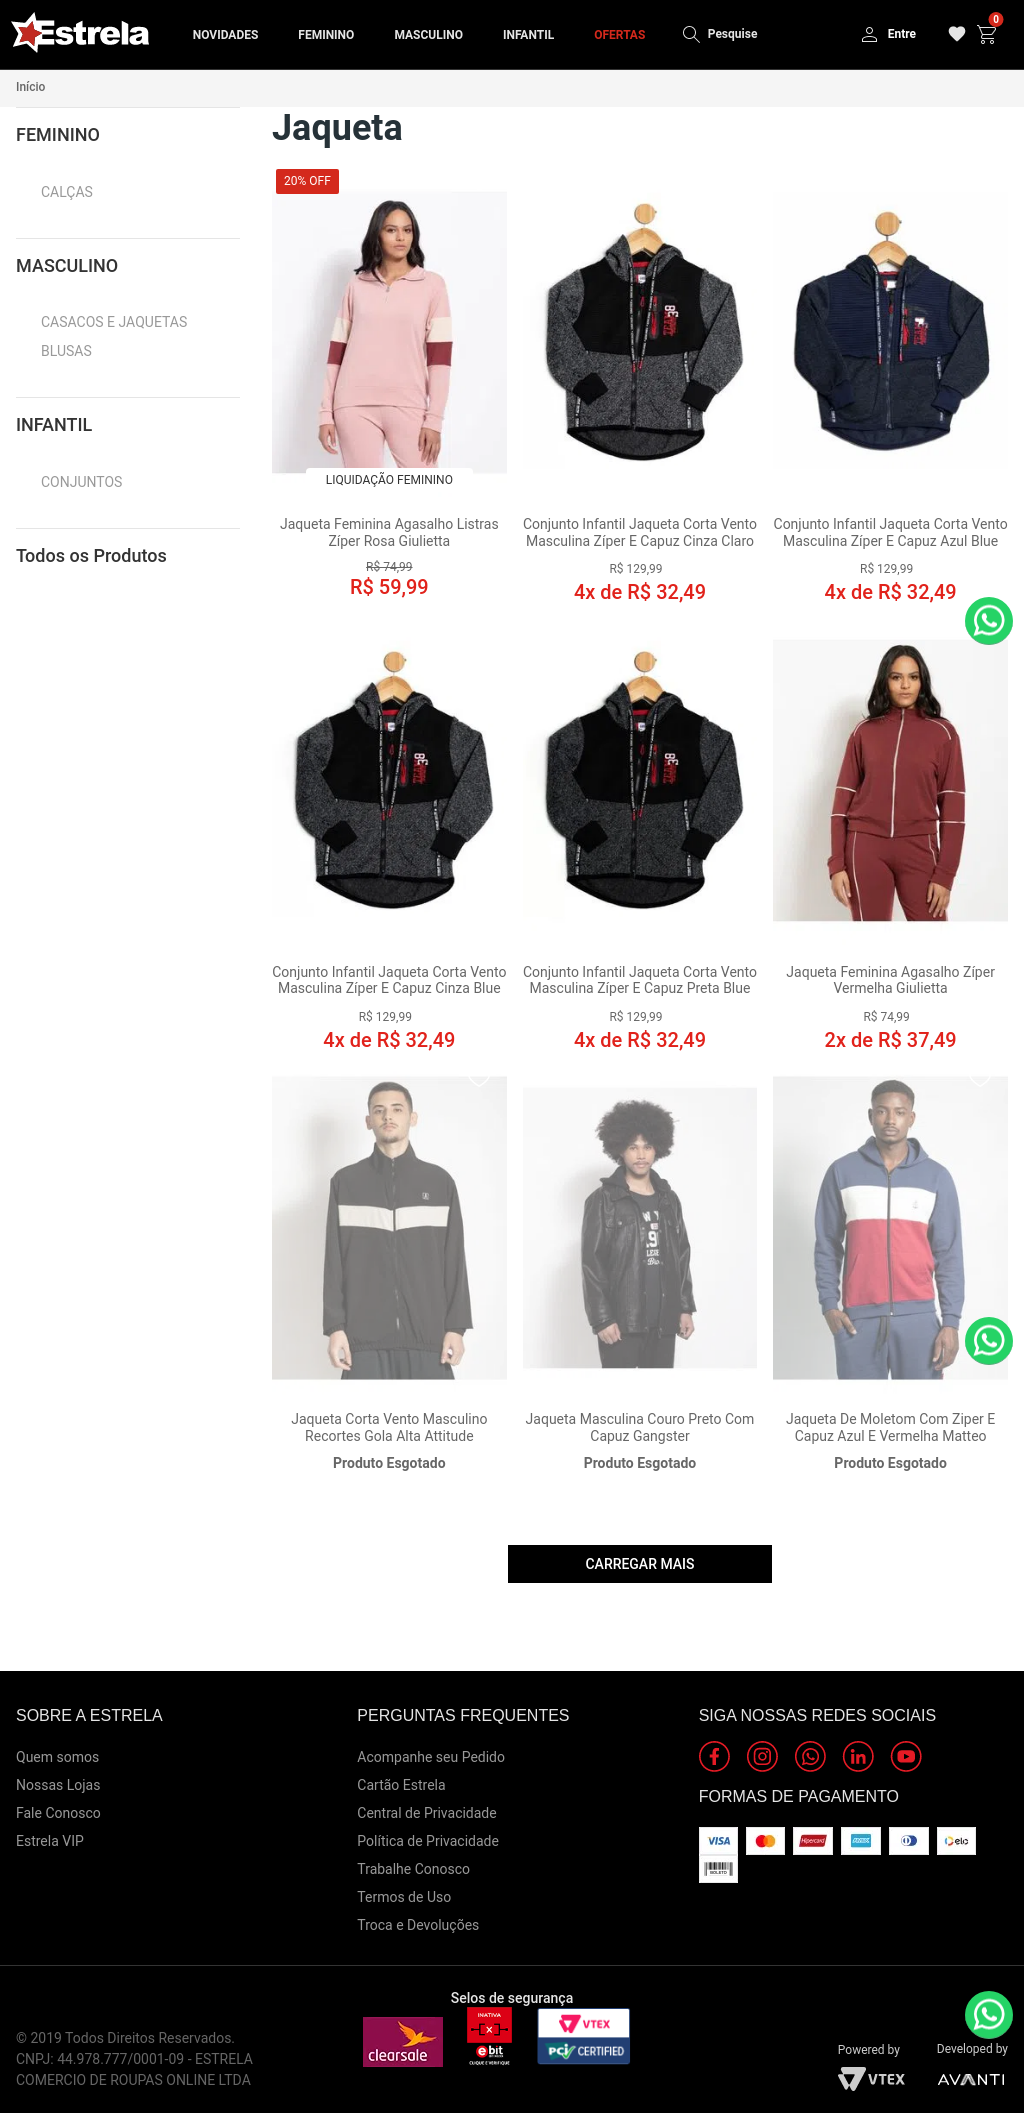 Estrela
NOVIDADES
FEMININO
MASCULINO
INFANTIL
OFERTAS
Pesquise
Entre
0
Início
FEMININO
CALÇAS
MASCULINO
CASACOS E JAQUETAS
BLUSAS
INFANTIL
CONJUNTOS
Todos os Produtos
Jaqueta
20% OFF
LIQUIDAÇÃO FEMININO
Jaqueta Feminina Agasalho Listras
Zíper Rosa Giulietta
R$ 74,99
R$ 59,99
Conjunto Infantil Jaqueta Corta Vento
Masculina Zíper E Capuz Cinza Claro
R$ 129,99
4x de R$ 32,49
Conjunto Infantil Jaqueta Corta Vento
Masculina Zíper E Capuz Azul Blue
R$ 129,99
4x de R$ 32,49
Conjunto Infantil Jaqueta Corta Vento
Masculina Zíper E Capuz Cinza Blue
R$ 129,99
4x de R$ 32,49
Conjunto Infantil Jaqueta Corta Vento
Masculina Zíper E Capuz Preta Blue
R$ 129,99
4x de R$ 32,49
Jaqueta Feminina Agasalho Zíper
Vermelha Giulietta
R$ 74,99
2x de R$ 37,49
Jaqueta Corta Vento Masculino
Recortes Gola Alta Attitude
Produto Esgotado
Jaqueta Masculina Couro Preto Com
Capuz Gangster
Produto Esgotado
Jaqueta De Moletom Com Ziper E
Capuz Azul E Vermelha Matteo
Produto Esgotado
CARREGAR MAIS
SOBRE A ESTRELA
Quem somos
Nossas Lojas
Fale Conosco
Estrela VIP
PERGUNTAS FREQUENTES
Acompanhe seu Pedido
Cartão Estrela
Central de Privacidade
Política de Privacidade
Trabalhe Conosco
Termos de Uso
Troca e Devoluções
SIGA NOSSAS REDES SOCIAIS
FORMAS DE PAGAMENTO
VISA
Hipercard
elo
BOLETO
© 2019 Todos Direitos Reservados.
CNPJ: 44.978.777/0001-09 - ESTRELA
COMERCIO DE ROUPAS ONLINE LTDA
Selos de segurança
clearsale
INATIVA
e bit
CLIQUE E VERIFIQUE
VTEX
PCI CERTIFIED
Powered by
VTEX
Developed by
AVANTI